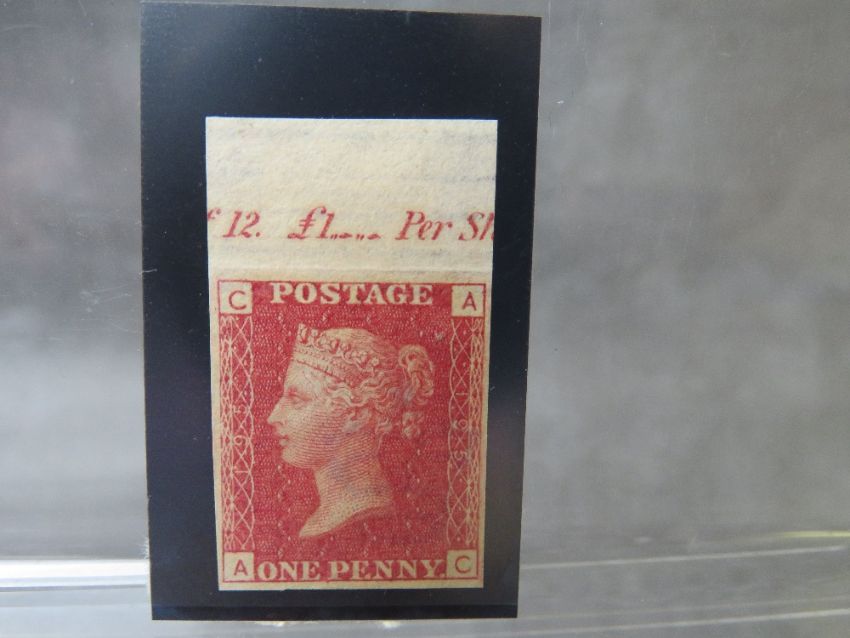 12. £1..... Per Sh
C POSTAGE A
A ONE PENNY C